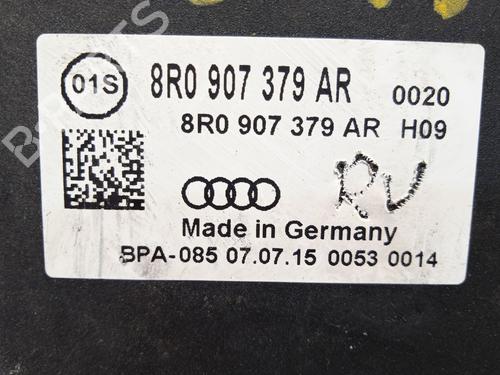 01S 8R0 907 379 AR 0020
8R0 907 379 AR H09
RV
Made in Germany
BPA-085 07.07.15 0053 0014